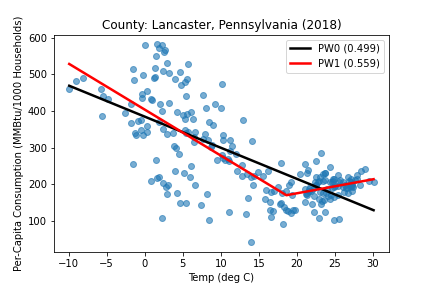 County: Lancaster, Pennsylvania (2018)
Per-Capita Consumption (MMBtu/1000 Households)
600
500
400
300
200
100
PW0 (0.499)
PW1 (0.559)
−10 −5 0 5 10 15 20 25 30
Temp (deg C)